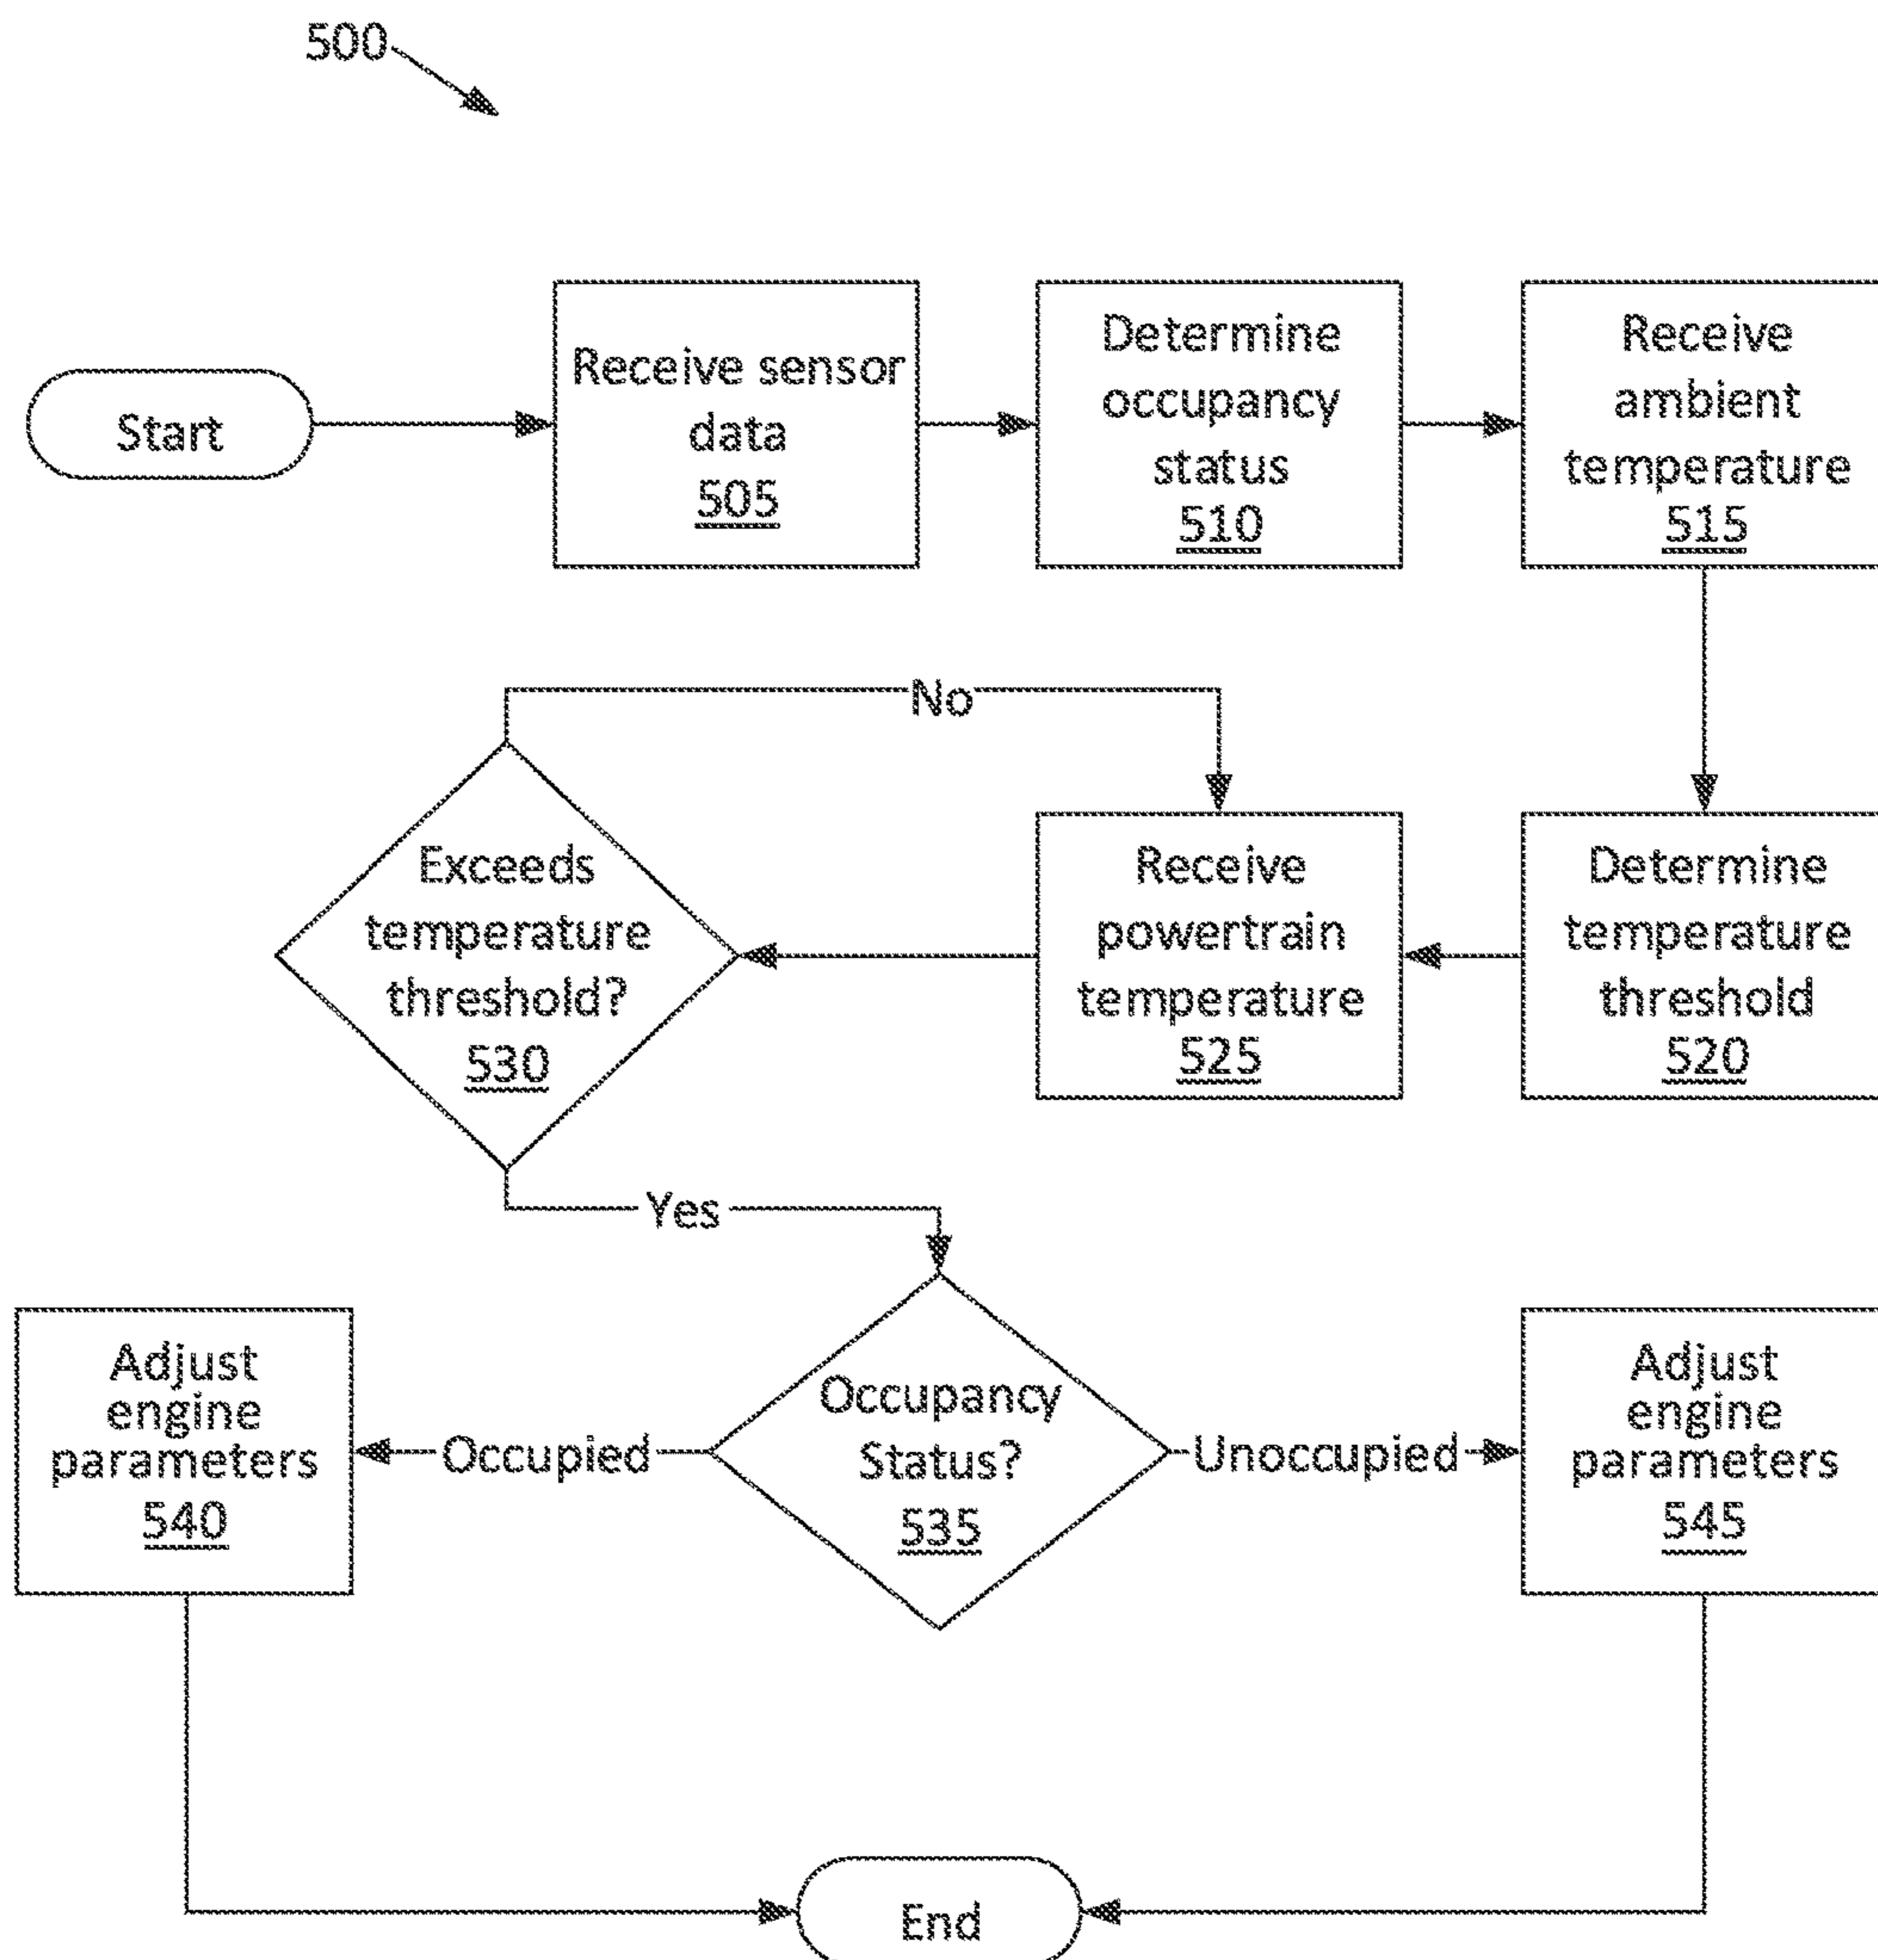 500
Start
Receive sensor
data
505
Determine
occupancy
status
510
Receive
ambient
temperature
515
No
Exceeds
temperature
threshold?
530
Receive
powertrain
temperature
525
Determine
temperature
threshold
520
Yes
Adjust
engine
parameters
540
Occupied
Occupancy
Status?
535
Unoccupied
Adjust
engine
parameters
545
End